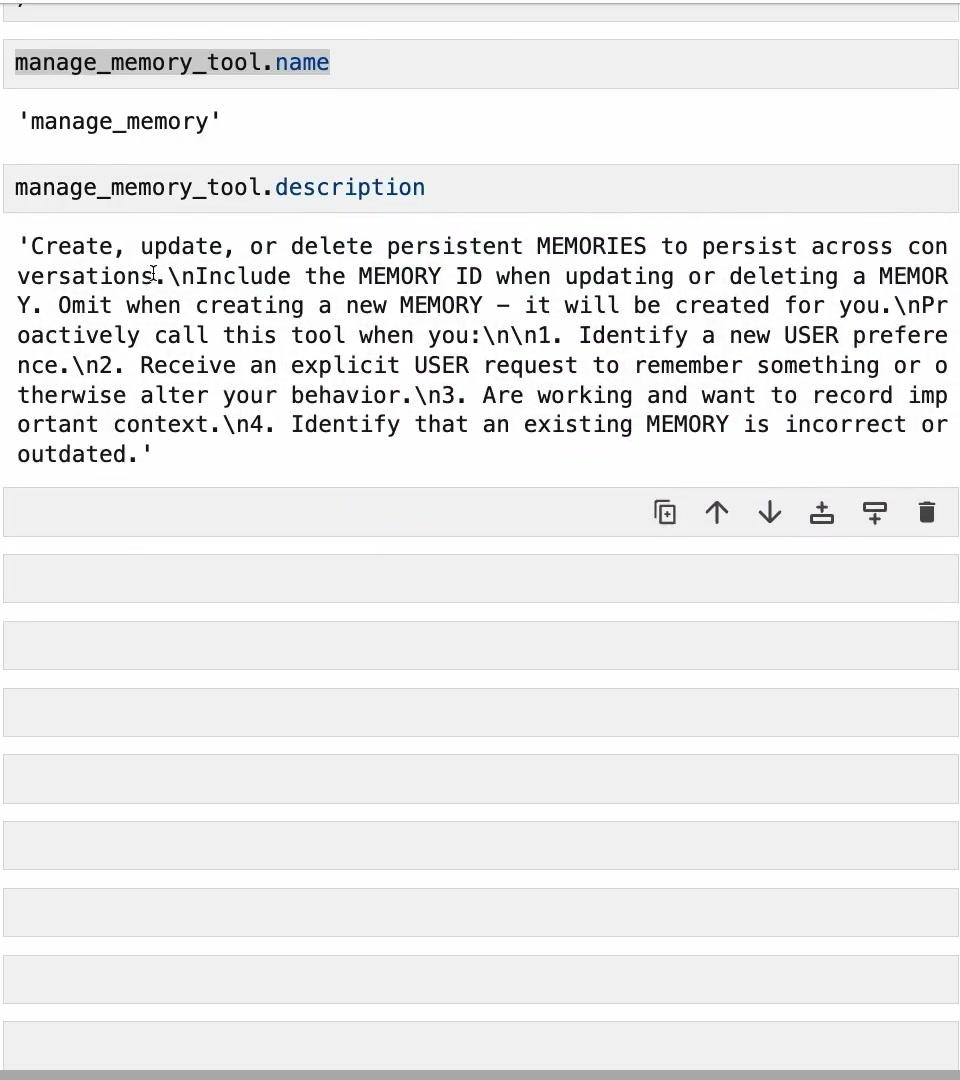 manage_memory_tool.name
'manage_memory'
manage_memory_tool.description
'Create, update, or delete persistent MEMORIES to persist across con
versations.\nInclude the MEMORY ID when updating or deleting a MEMOR
Y. Omit when creating a new MEMORY – it will be created for you.\nPr
oactively call this tool when you:\n\n1. Identify a new USER prefere
nce.\n2. Receive an explicit USER request to remember something or o
therwise alter your behavior.\n3. Are working and want to record imp
ortant context.\n4. Identify that an existing MEMORY is incorrect or
outdated.'